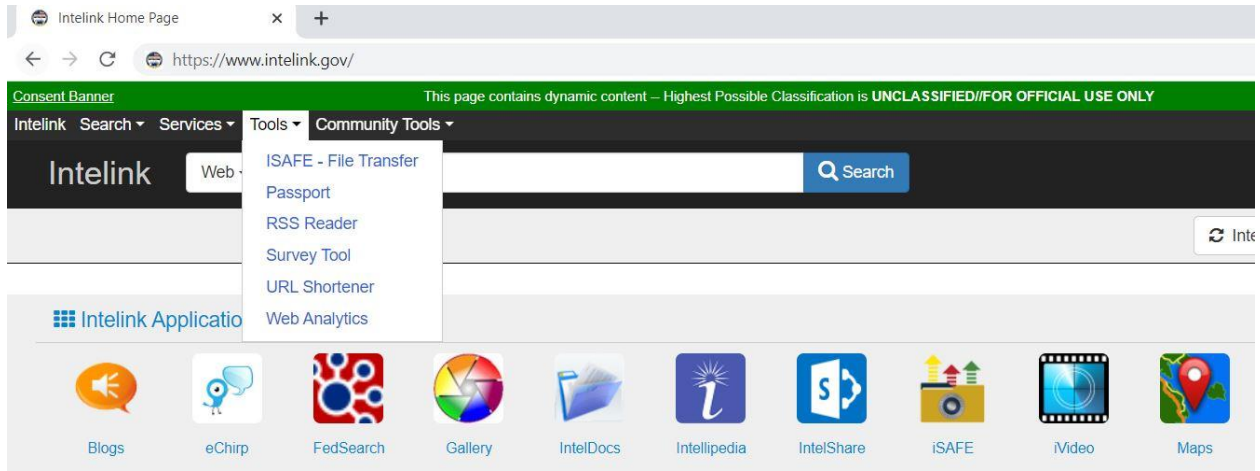 Intelink Home Page
https://www.intelink.gov/
Consent Banner This page contains dynamic content – Highest Possible Classification is UNCLASSIFIED//FOR OFFICIAL USE ONLY
Intelink Search Services Tools Community Tools
Intelink Web Search
ISAFE - File Transfer
Passport
RSS Reader
Survey Tool
URL Shortener
Web Analytics
Intelink
Blogs eChirp FedSearch Gallery IntelDocs Intellipedia IntelShare iSAFE iVideo Maps